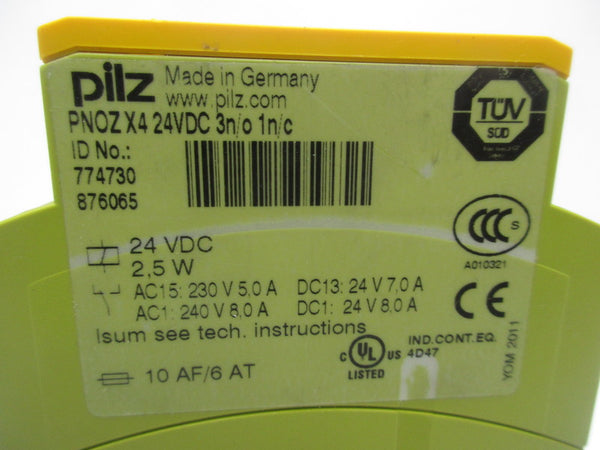 pilz Made in Germany
www.pilz.com
PNOZ X4 24VDC 3n/o 1n/c
ID No.:
774730
876065
TÜV
SÜD
CCC S
A010321
24 VDC
2,5 W
AC15: 230 V 5,0 A DC13: 24 V 7,0 A
AC1: 240 V 8,0 A DC1: 24 V 8,0 A
Isum see tech. instructions
CE
YOM 2011
10 AF/6 AT
C UL US
LISTED
IND.CONT.EQ.
4D47